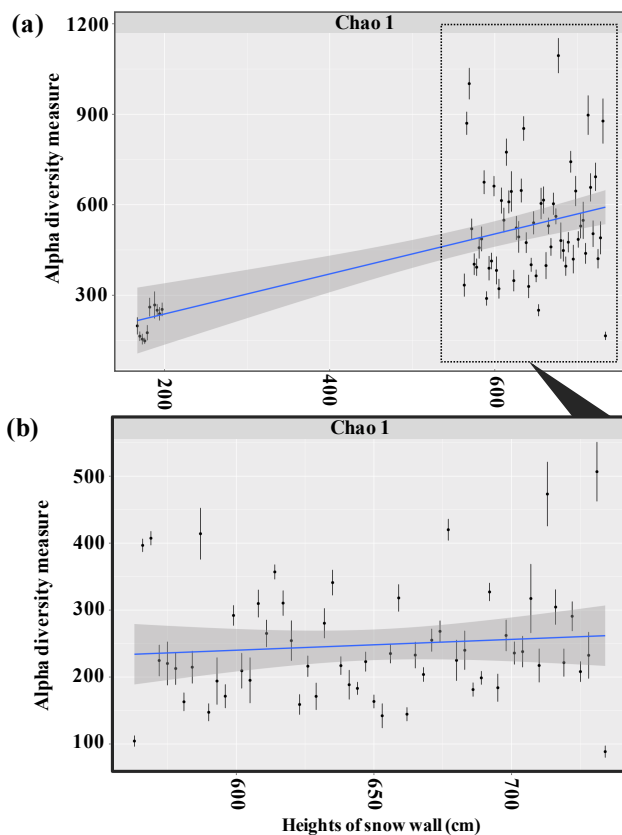 (a)
Chao 1
Alpha diversity measure
1200
900
600
300
200
400
600
(b)
Chao 1
Alpha diversity measure
500
400
300
200
100
600
650
700
Heights of snow wall (cm)